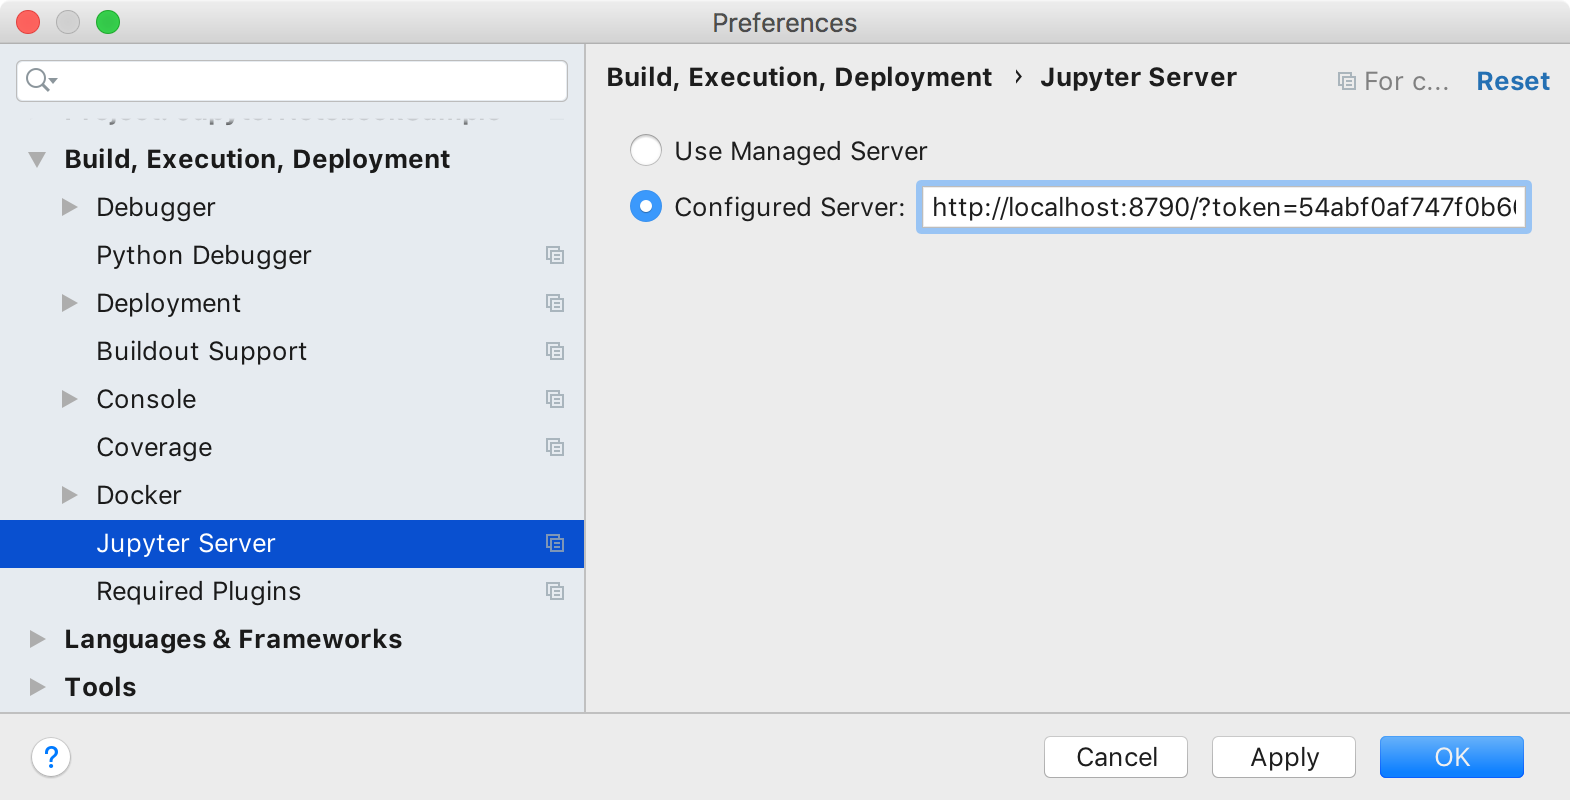 Preferences
Build, Execution, Deployment › Jupyter Server
For c...
Reset
Build, Execution, Deployment
Debugger
Python Debugger
Deployment
Buildout Support
Console
Coverage
Docker
Jupyter Server
Required Plugins
Languages & Frameworks
Tools
Use Managed Server
Configured Server: http://localhost:8790/?token=54abf0af747f0b6
?
Cancel
Apply
OK